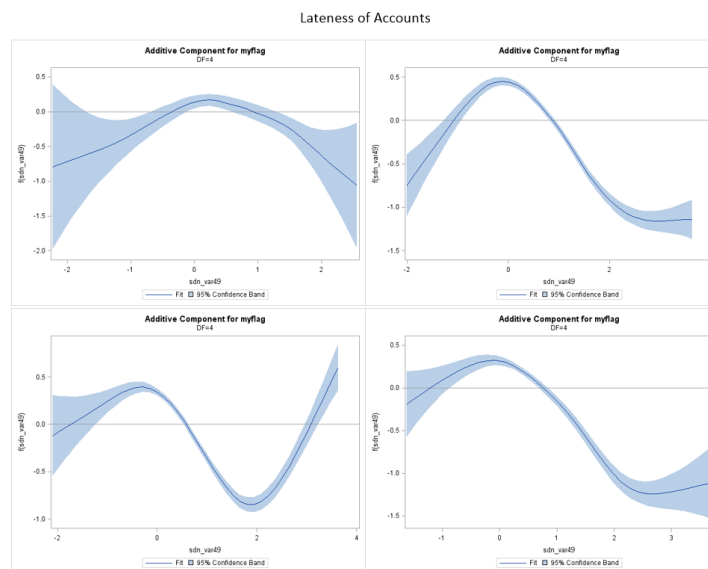 Lateness of Accounts
Additive Component for myflag
DF=4
0.5
0.0
-0.5
-1.0
-1.5
-2.0
f(sdn_var49)
-2
-1
0
1
2
sdn_var49
Fit 95% Confidence Band
Additive Component for myflag
DF=4
0.5
0.0
-0.5
-1.0
-1.5
f(sdn_var49)
-2
0
2
sdn_var49
Fit 95% Confidence Band
Additive Component for myflag
DF=4
0.5
0.0
-0.5
-1.0
f(sdn_var49)
-2
0
2
4
sdn_var49
Fit 95% Confidence Band
Additive Component for myflag
DF=4
0.5
0.0
-0.5
-1.0
-1.5
f(sdn_var49)
-1
0
1
2
3
sdn_var49
Fit 95% Confidence Band